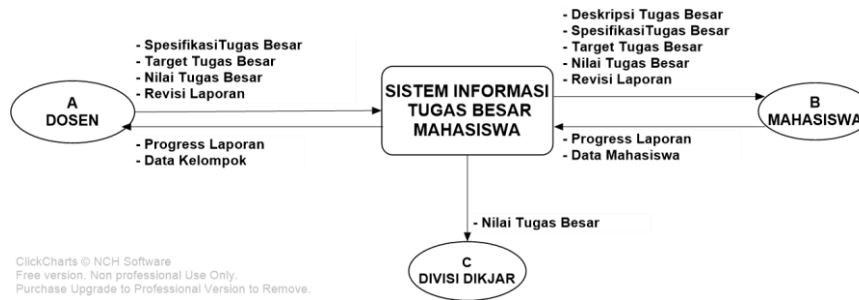 - SpesifikasiTugas Besar
- Target Tugas Besar
- Nilai Tugas Besar
- Revisi Laporan
- Deskripsi Tugas Besar
- SpesifikasiTugas Besar
- Target Tugas Besar
- Nilai Tugas Besar
- Revisi Laporan
A
DOSEN
SISTEM INFORMASI
TUGAS BESAR
MAHASISWA
B
MAHASISWA
- Progress Laporan
- Data Kelompok
- Progress Laporan
- Data Mahasiswa
- Nilai Tugas Besar
C
DIVISI DIKJAR
ClickCharts © NCH Software
Free version. Non professional Use Only.
Purchase Upgrade to Professional Version to Remove.